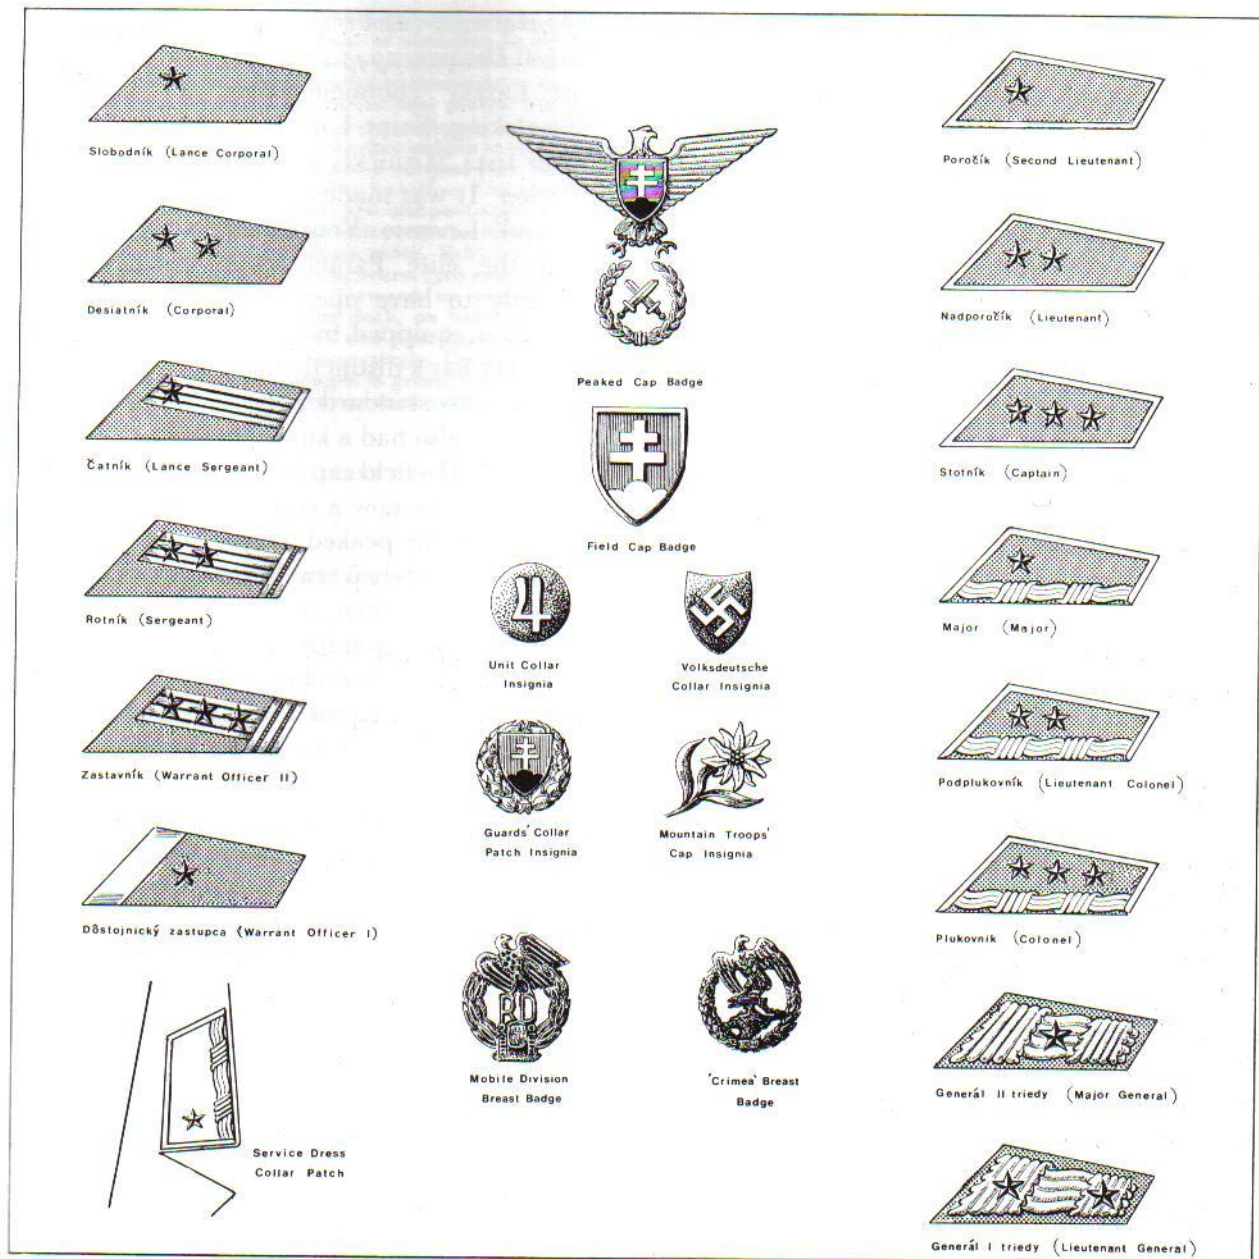 Slobodník (Lance Corporal)
Desiatník (Corporal)
Čatník (Lance Sergeant)
Rotník (Sergeant)
Zastavník (Warrant Officer II)
Dôstojnický zastupca (Warrant Officer I)
Service Dress
Collar Patch
Peaked Cap Badge
Field Cap Badge
Unit Collar
Insignia
Volksdeutsche
Collar Insignia
Guards' Collar
Patch Insignia
Mountain Troops'
Cap Insignia
RD
Mobile Division
Breast Badge
'Crimea' Breast
Badge
Poročík (Second Lieutenant)
Nadporočík (Lieutenant)
Stotník (Captain)
Major (Major)
Podplukovník (Lieutenant Colonel)
Plukovník (Colonel)
Generál II triedy (Major General)
Generál I triedy (Lieutenant General)